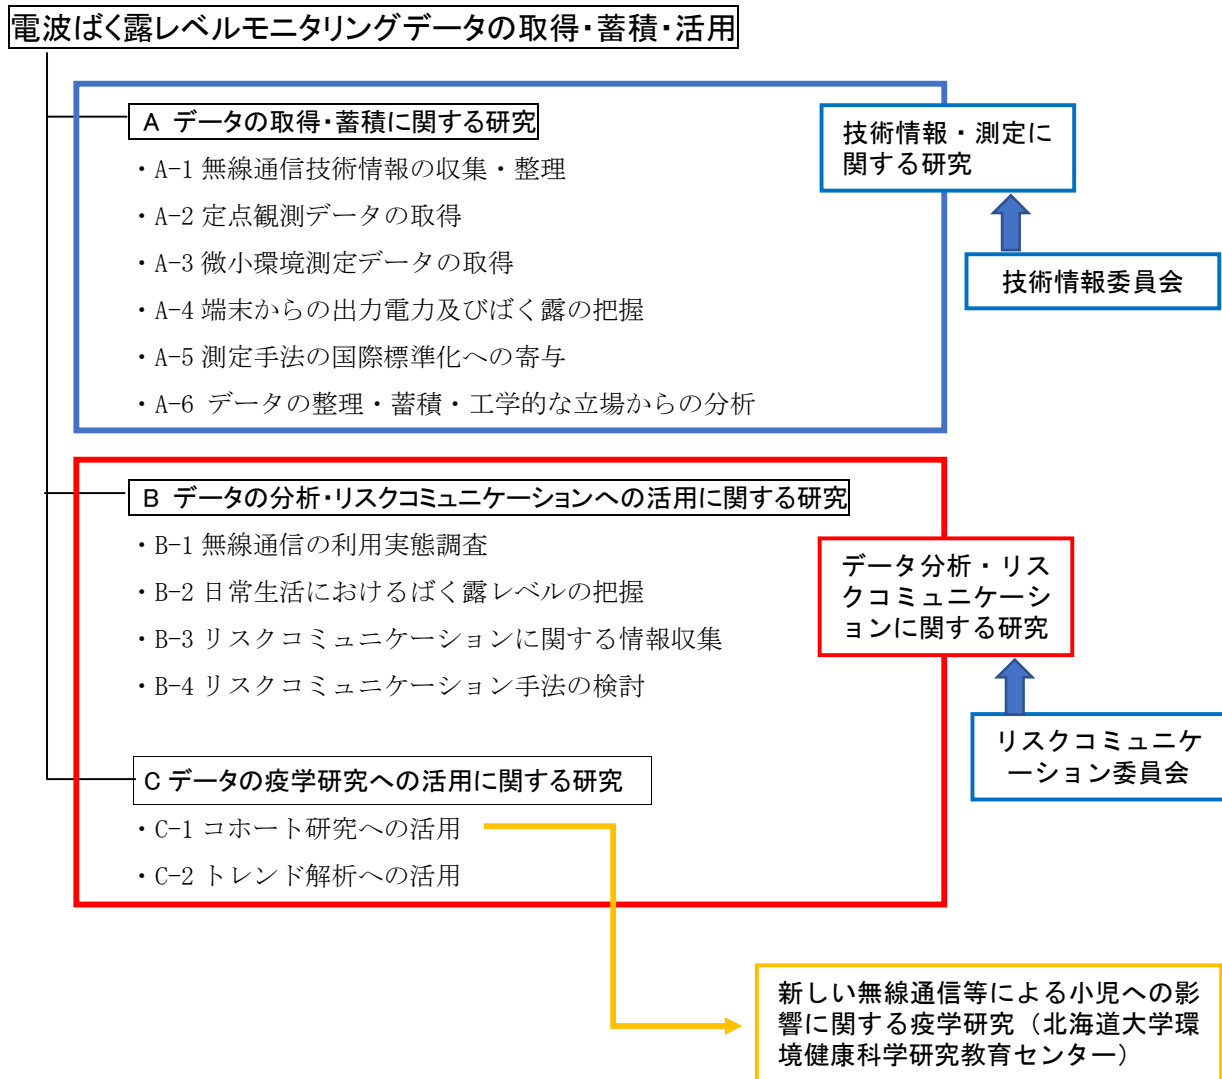 電波ばく露レベルモニタリングデータの取得・蓄積・活用
A データの取得・蓄積に関する研究
・A-1 無線通信技術情報の収集・整理
・A-2 定点観測データの取得
・A-3 微小環境測定データの取得
・A-4 端末からの出力電力及びばく露の把握
・A-5 測定手法の国際標準化への寄与
・A-6 データの整理・蓄積・工学的な立場からの分析
技術情報・測定に
関する研究
技術情報委員会
B データの分析・リスクコミュニケーションへの活用に関する研究
・B-1 無線通信の利用実態調査
・B-2 日常生活におけるばく露レベルの把握
・B-3 リスクコミュニケーションに関する情報収集
・B-4 リスクコミュニケーション手法の検討
データ分析・リス
クコミュニケーシ
ョンに関する研究
リスクコミュニケ
ーション委員会
C データの疫学研究への活用に関する研究
・C-1 コホート研究への活用
・C-2 トレンド解析への活用
新しい無線通信等による小児への影
響に関する疫学研究（北海道大学環
境健康科学研究教育センター）